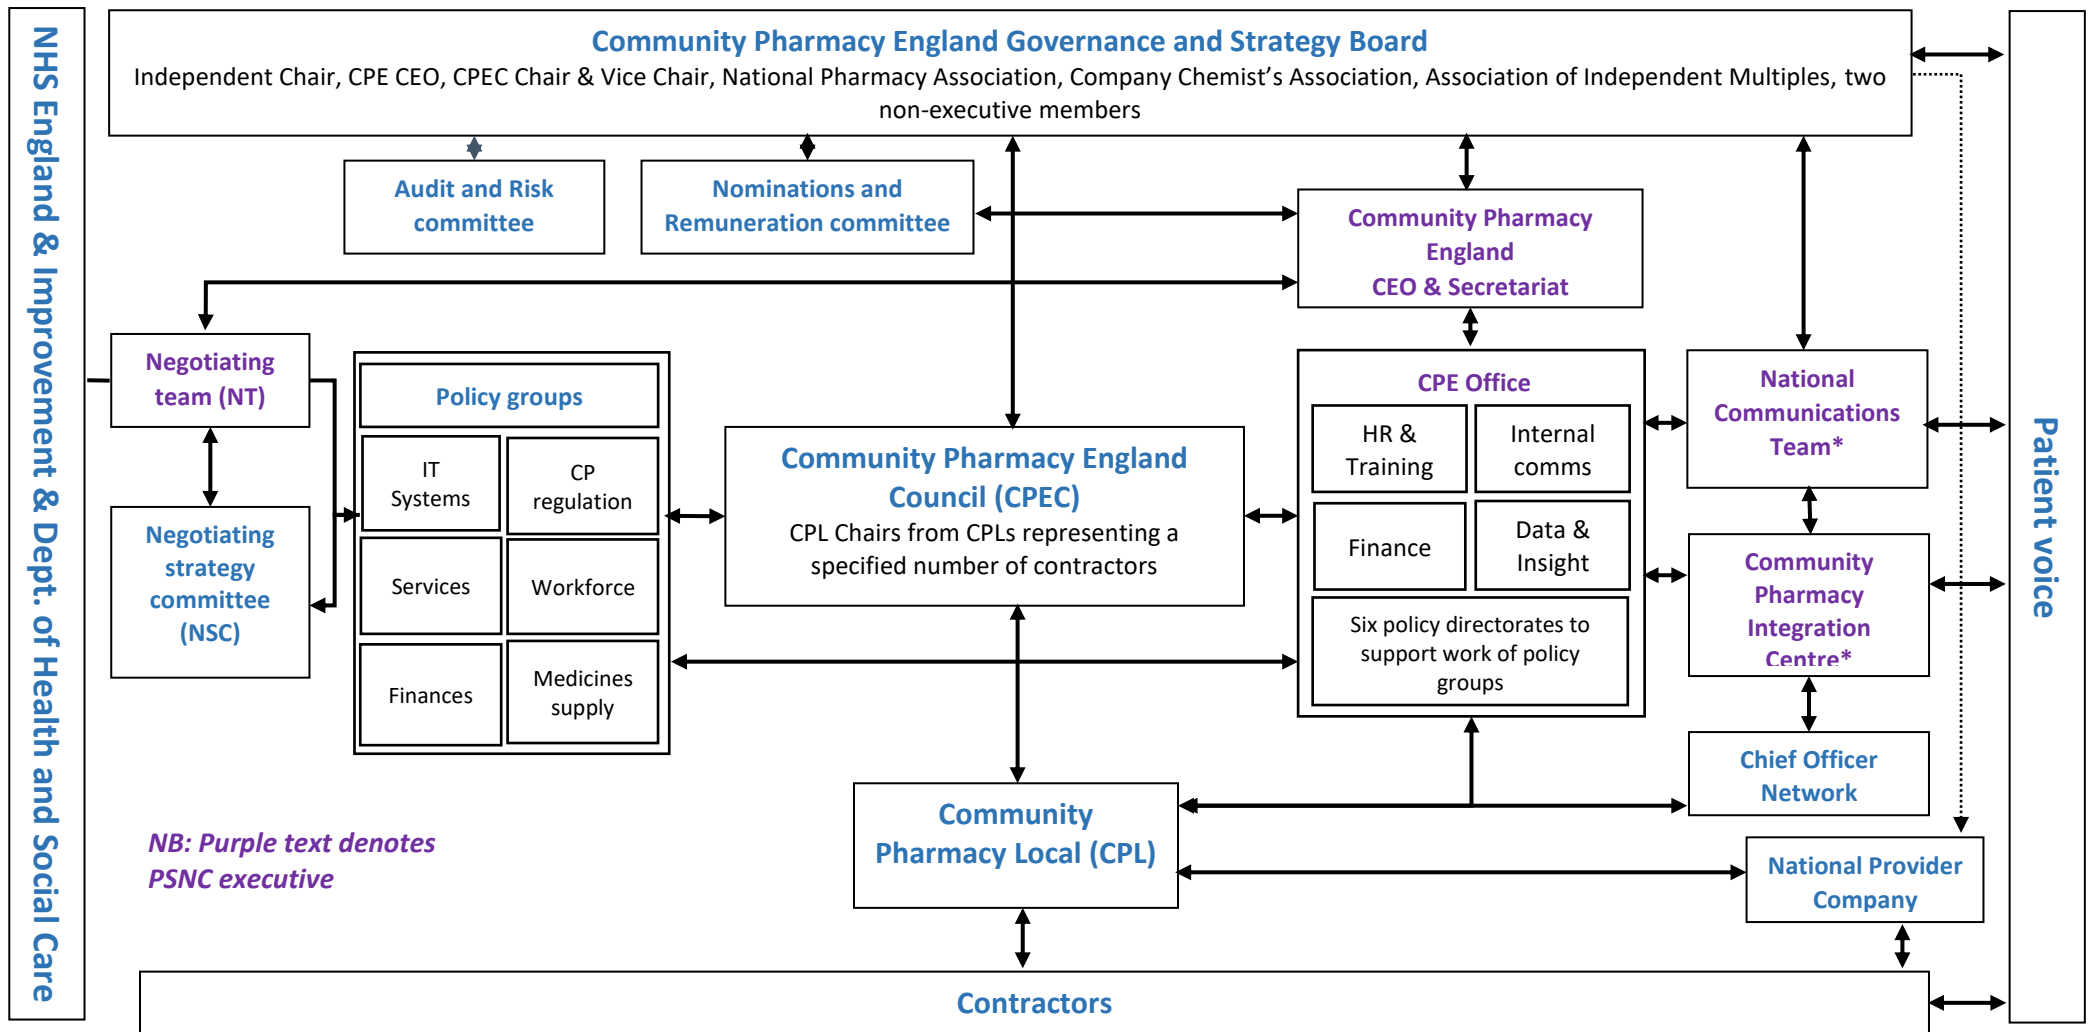 NHS England & Improvement & Dept. of Health and Social Care
Community Pharmacy England Governance and Strategy Board
Independent Chair, CPE CEO, CPEC Chair & Vice Chair, National Pharmacy Association, Company Chemist’s Association, Association of Independent Multiples, two
non-executive members
Audit and Risk
committee
Nominations and
Remuneration committee
Community Pharmacy
England
CEO & Secretariat
Negotiating
team (NT)
Negotiating
strategy
committee
(NSC)
Policy groups
IT
Systems
CP
regulation
Services
Workforce
Finances
Medicines
supply
Community Pharmacy England
Council (CPEC)
CPL Chairs from CPLs representing a
specified number of contractors
CPE Office
HR &
Training
Internal
comms
Finance
Data &
Insight
Six policy directorates to
support work of policy
groups
National
Communications
Team*
Community
Pharmacy
Integration
Centre*
Chief Officer
Network
Community
Pharmacy Local (CPL)
National Provider
Company
NB: Purple text denotes
PSNC executive
Contractors
Patient voice